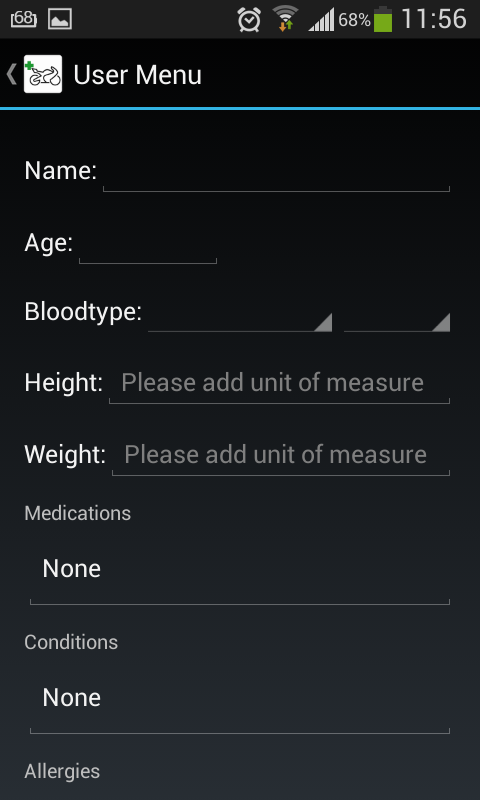 68 68% 11:56
User Menu
Name:
Age:
Bloodtype:
Height: Please add unit of measure
Weight: Please add unit of measure
Medications
None
Conditions
None
Allergies